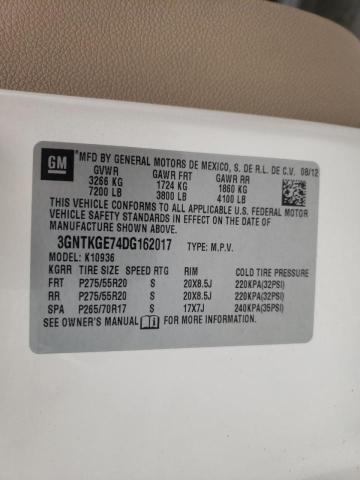 GM MFD BY GENERAL MOTORS DE MEXICO, S. DE R.L. DE C.V. 08/12
GVWR GAWR FRT GAWR RR
3266 KG 1724 KG 1860 KG
7200 LB 3800 LB 4100 LB
THIS VEHICLE CONFORMS TO ALL APPLICABLE U.S. FEDERAL MOTOR
VEHICLE SAFETY STANDARDS IN EFFECT ON THE DATE OF
MANUFACTURE SHOWN ABOVE.
3GNTKGE74DG162017 TYPE: M.P.V.
MODEL: K10936
KGRR TIRE SIZE SPEED RTG RIM COLD TIRE PRESSURE
FRT P275/55R20 S 20X8.5J 220KPA(32PSI)
RR P275/55R20 S 20X8.5J 220KPA(32PSI)
SPA P265/70R17 S 17X7J 240KPA(35PSI)
SEE OWNER'S MANUAL FOR MORE INFORMATION.